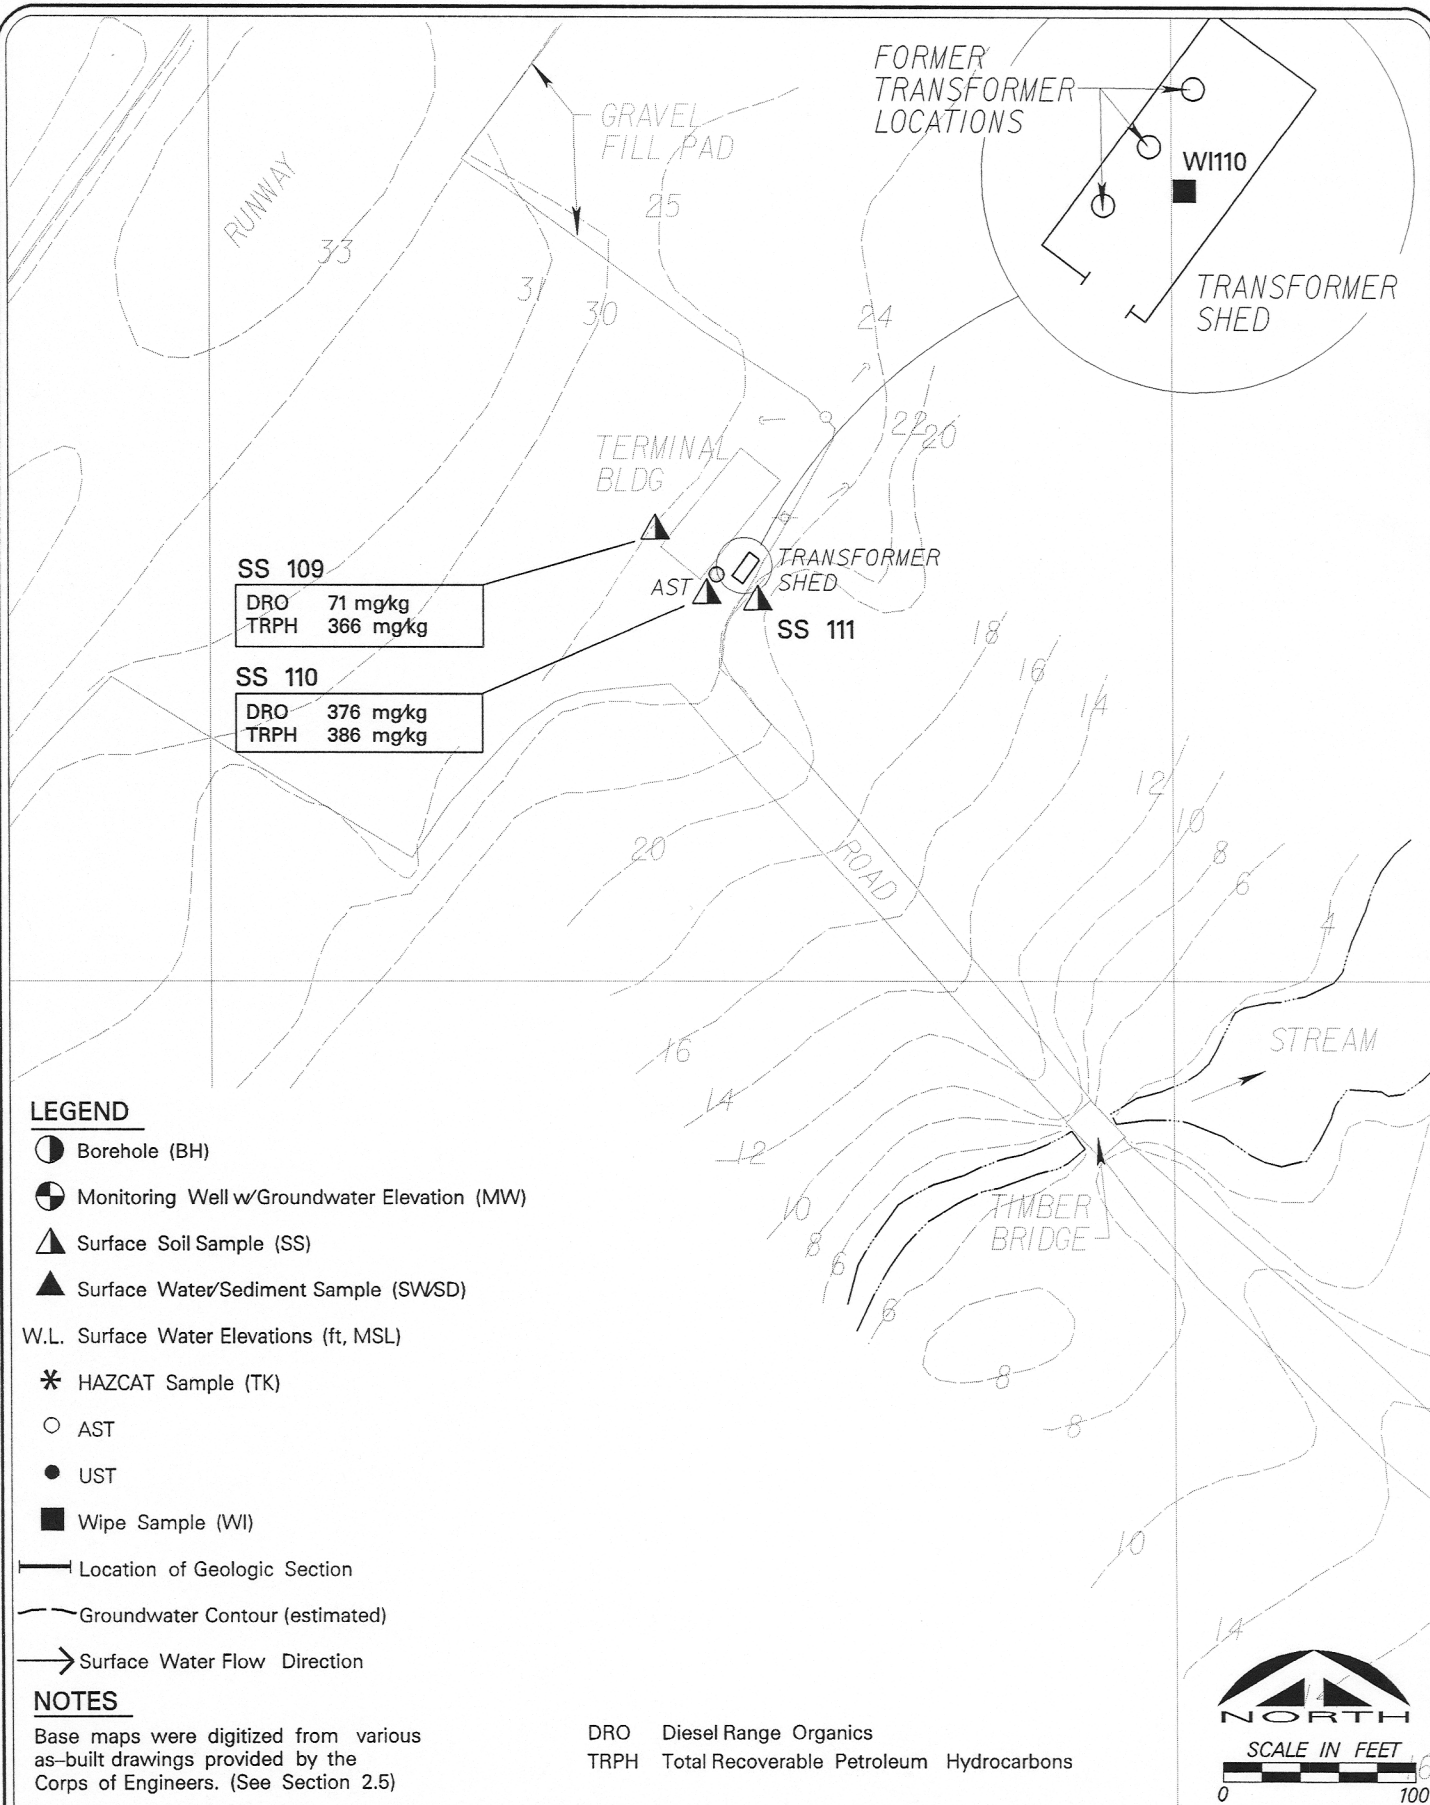 FORMER
TRANSFORMER
LOCATIONS
WI110
TRANSFORMER
SHED
GRAVEL
FILL PAD
RUNWAY
33
31
30
25
24
22
20
TERMINAL
BLDG
TRANSFORMER
SHED
AST
SS 109
DRO 71 mg/kg
TRPH 366 mg/kg
SS 110
DRO 376 mg/kg
TRPH 386 mg/kg
SS 111
18
16
14
12
10
8
6
4
20
ROAD
STREAM
16
14
12
10
8
6
6
TIMBER
BRIDGE
8
8
10
14
12
16
LEGEND
Borehole (BH)
Monitoring Well w/Groundwater Elevation (MW)
Surface Soil Sample (SS)
Surface Water/Sediment Sample (SW/SD)
W.L. Surface Water Elevations (ft, MSL)
HAZCAT Sample (TK)
AST
UST
Wipe Sample (WI)
Location of Geologic Section
Groundwater Contour (estimated)
Surface Water Flow Direction
NOTES
Base maps were digitized from various
as-built drawings provided by the
Corps of Engineers. (See Section 2.5)
DRO Diesel Range Organics
TRPH Total Recoverable Petroleum Hydrocarbons
NORTH
SCALE IN FEET
0 100